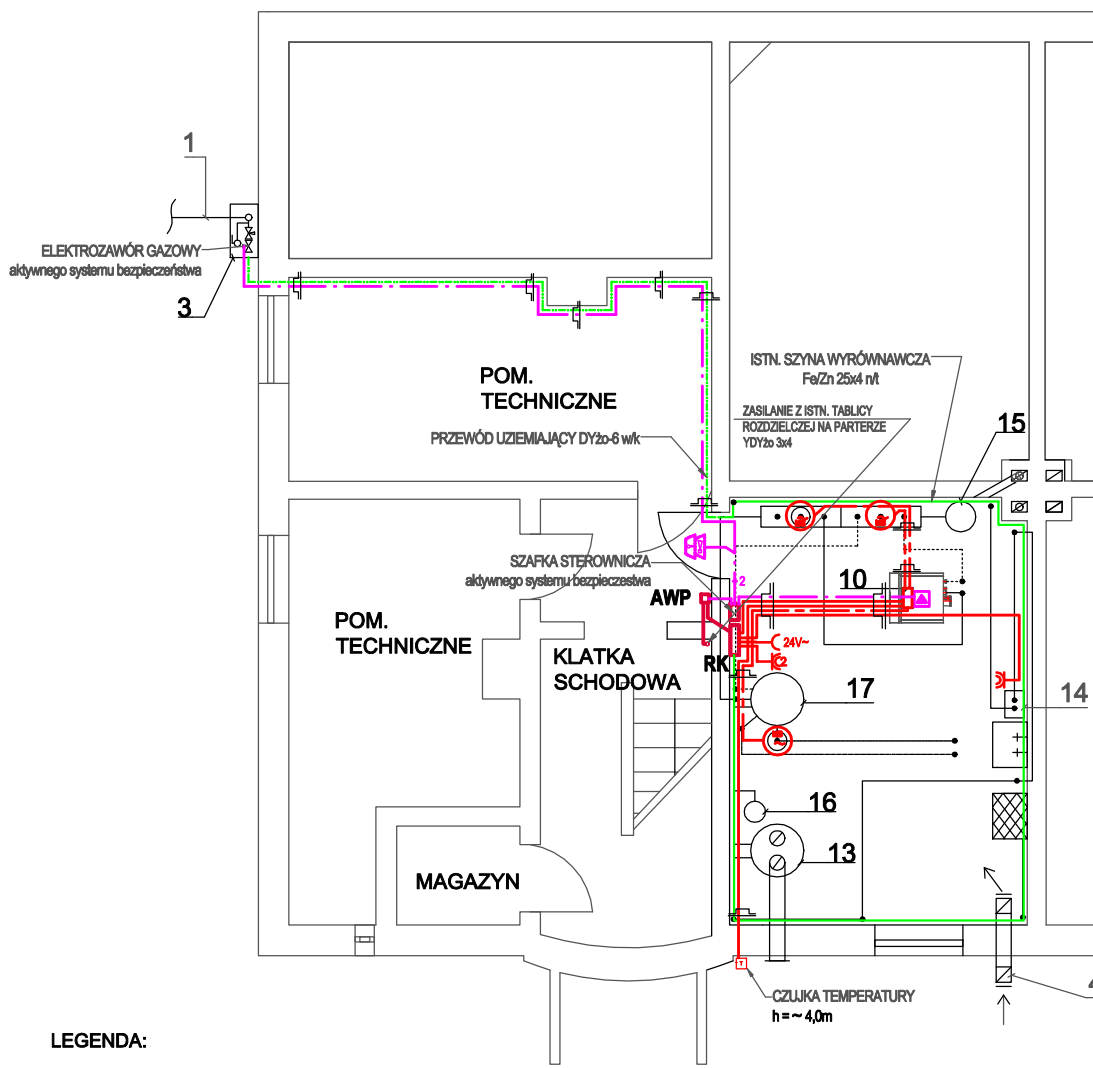 1
ELEKTROZAWÓR GAZOWY
aktywnego systemu bezpieczeństwa
3
POM.
TECHNICZNE
ISTN. SZYNA WYRÓWNAWCZA
Fe/Zn 25x4 n/t
ZASILANIE Z ISTN. TABLICY
ROZDZIELCZEJ NA PARTERZE
YDYżo 3x4
15
PRZEWÓD UZIEMIAJĄCY DYżo-6 w/k
SZAFKA STEROWNICZA
aktywnego systemu bezpieczestwa
2
10
AWP
POM.
TECHNICZNE
KLATKA
SCHODOWA
24V~
2
RK
17
14
16
13
MAGAZYN
T
CZUJKA TEMPERATURY
h = ~ 4,0m
LEGENDA: